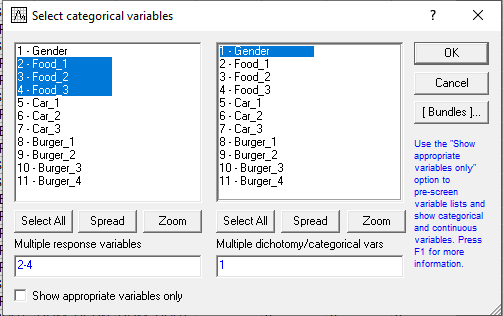 Select categorical variables
? ×
1 - Gender
2 - Food_1
3 - Food_2
4 - Food_3
5 - Car_1
6 - Car_2
7 - Car_3
8 - Burger_1
9 - Burger_2
10 - Burger_3
11 - Burger_4
Select All Spread Zoom
Multiple response variables
2-4
1 - Gender
2 - Food_1
3 - Food_2
4 - Food_3
5 - Car_1
6 - Car_2
7 - Car_3
8 - Burger_1
9 - Burger_2
10 - Burger_3
11 - Burger_4
Select All Spread Zoom
Multiple dichotomy/categorical vars
1
OK
Cancel
[ Bundles ]...
Use the "Show
appropriate
variables only"
option to
pre-screen
variable lists and
show categorical
and continuous
variables. Press
F1 for more
information.
Show appropriate variables only